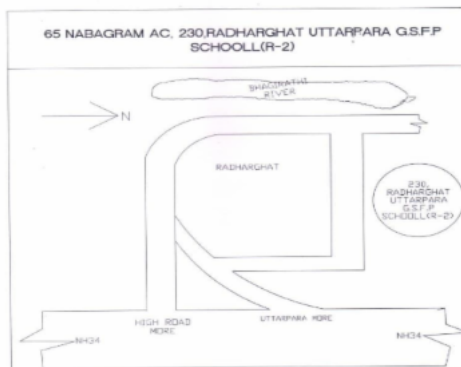 65 NABAGRAM AC, 230,RADHARGHAT UTTARPARA G.S.F.P
SCHOOLL(R-2)
BHAGIRATHI
RIVER
N
RADHARGHAT
230,
RADHARGHAT
UTTARPARA
G.S.F.P
SCHOOLL(R-2)
HIGH ROAD
MORE
UTTARPARA MORE
NH34
NH34